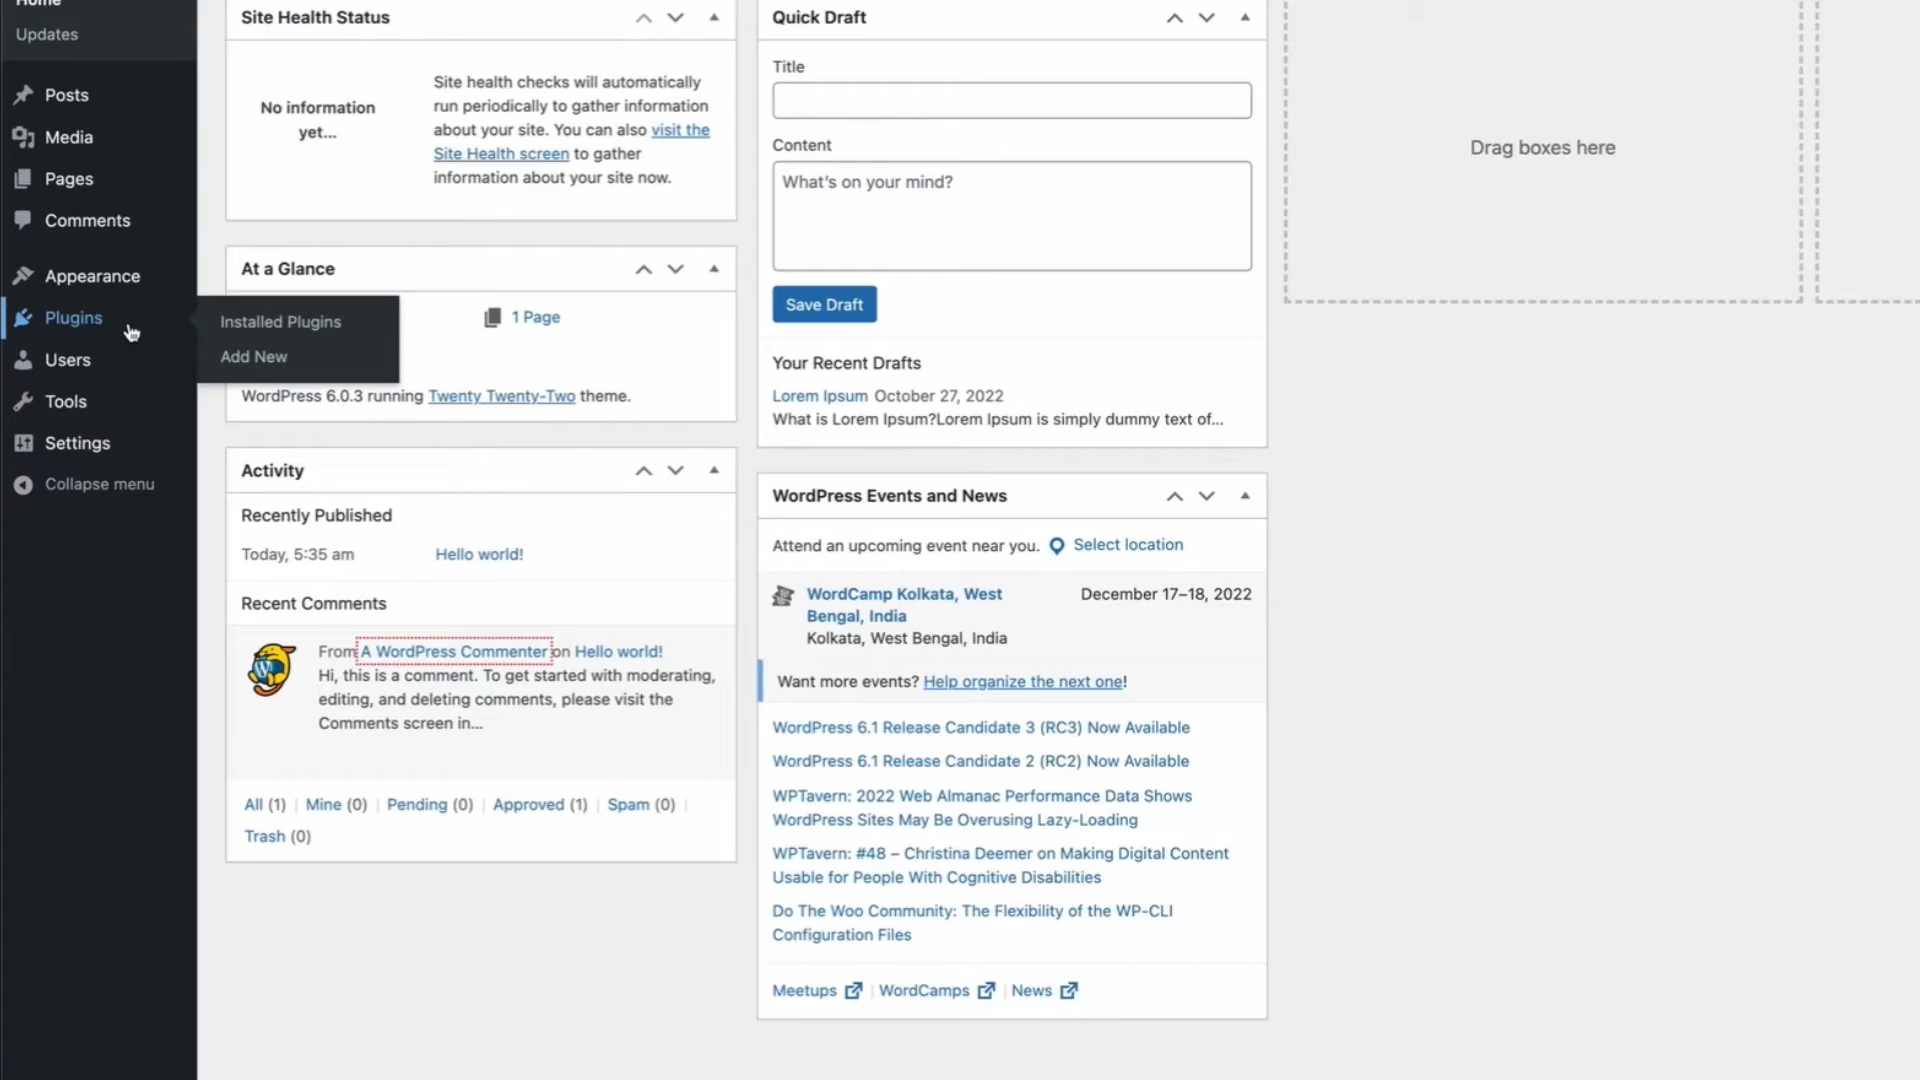 Home
Updates
Posts
Media
Pages
Comments
Appearance
Plugins
Users
Tools
Settings
Collapse menu
Installed Plugins
Add New
Site Health Status
No information
yet...
Site health checks will automatically
run periodically to gather information
about your site. You can also visit the
Site Health screen to gather
information about your site now.
At a Glance
1 Page
WordPress 6.0.3 running Twenty Twenty-Two theme.
Activity
Recently Published
Today, 5:35 am Hello world!
Recent Comments
From A WordPress Commenter on Hello world!
Hi, this is a comment. To get started with moderating,
editing, and deleting comments, please visit the
Comments screen in...
All (1) | Mine (0) | Pending (0) | Approved (1) | Spam (0) |
Trash (0)
Quick Draft
Title
Content
What's on your mind?
Save Draft
Your Recent Drafts
Lorem Ipsum October 27, 2022
What is Lorem Ipsum?Lorem Ipsum is simply dummy text of...
WordPress Events and News
Attend an upcoming event near you. Select location
WordCamp Kolkata, West December 17–18, 2022
Bengal, India
Kolkata, West Bengal, India
Want more events? Help organize the next one!
WordPress 6.1 Release Candidate 3 (RC3) Now Available
WordPress 6.1 Release Candidate 2 (RC2) Now Available
WPTavern: 2022 Web Almanac Performance Data Shows
WordPress Sites May Be Overusing Lazy-Loading
WPTavern: #48 – Christina Deemer on Making Digital Content
Usable for People With Cognitive Disabilities
Do The Woo Community: The Flexibility of the WP-CLI
Configuration Files
Meetups | WordCamps | News
Drag boxes here